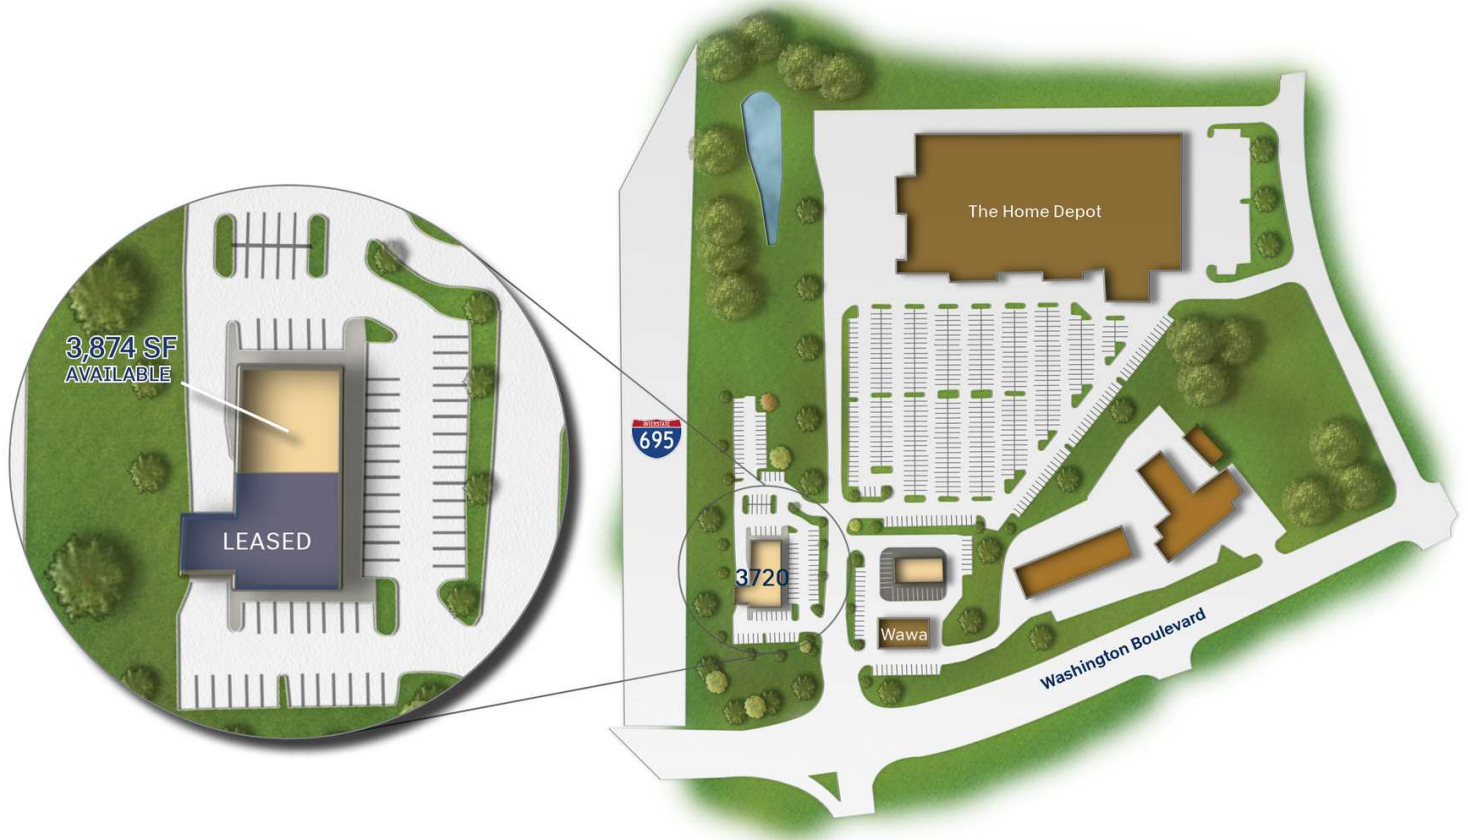 3,874 SF
AVAILABLE
LEASED
The Home Depot
INTERSTATE
695
3720
Wawa
Washington Boulevard